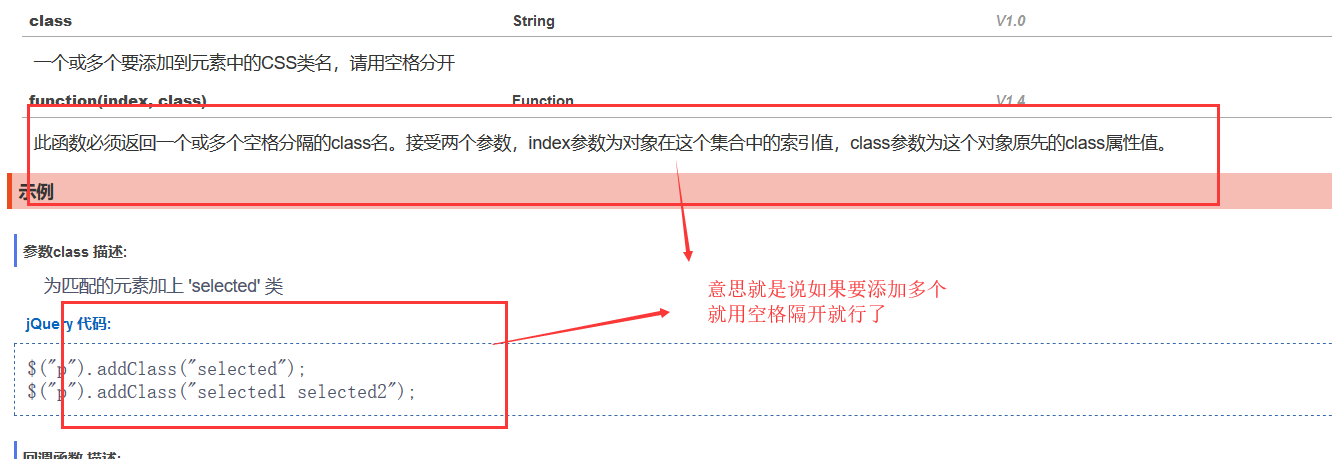 class String V1.0
一个或多个要添加到元素中的CSS类名，请用空格分开
function(index, class) Function V1.4
此函数必须返回一个或多个空格分隔的class名。接受两个参数，index参数为对象在这个集合中的索引值，class参数为这个对象原先的class属性值。
示例
参数class 描述:
为匹配的元素加上 'selected' 类
意思就是说如果要添加多个
就用空格隔开就行了
jQuery 代码:
$("p").addClass("selected");
$("p").addClass("selected1 selected2");
回调函数 描述: